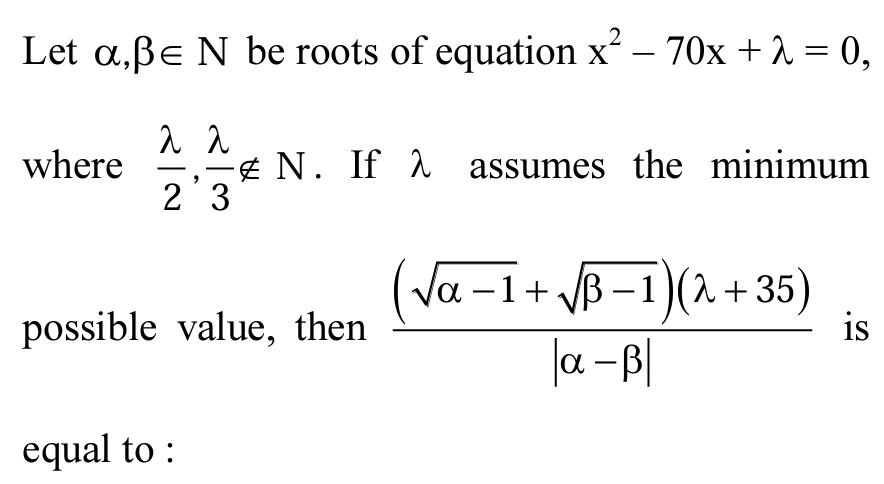 Let α,β∈ N be roots of equation x² – 70x + λ = 0,
where λ/2, λ/3 ∉ N. If λ assumes the minimum
possible value, then (√(α – 1) + √(β – 1))(λ + 35) / |α – β| is
equal to :